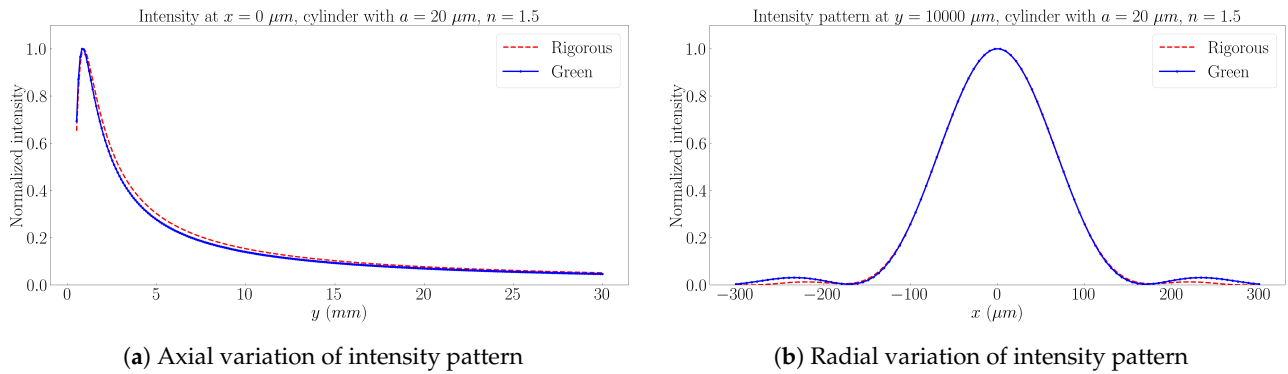 Intensity at x = 0 μm, cylinder with a = 20 μm, n = 1.5
Normalized intensity
1.0
0.8
0.6
0.4
0.2
0.0
Rigorous
Green
0 5 10 15 20 25 30
y (mm)
(a) Axial variation of intensity pattern
Intensity pattern at y = 10000 μm, cylinder with a = 20 μm, n = 1.5
Normalized intensity
1.0
0.8
0.6
0.4
0.2
0.0
Rigorous
Green
−300 −200 −100 0 100 200 300
x (μm)
(b) Radial variation of intensity pattern